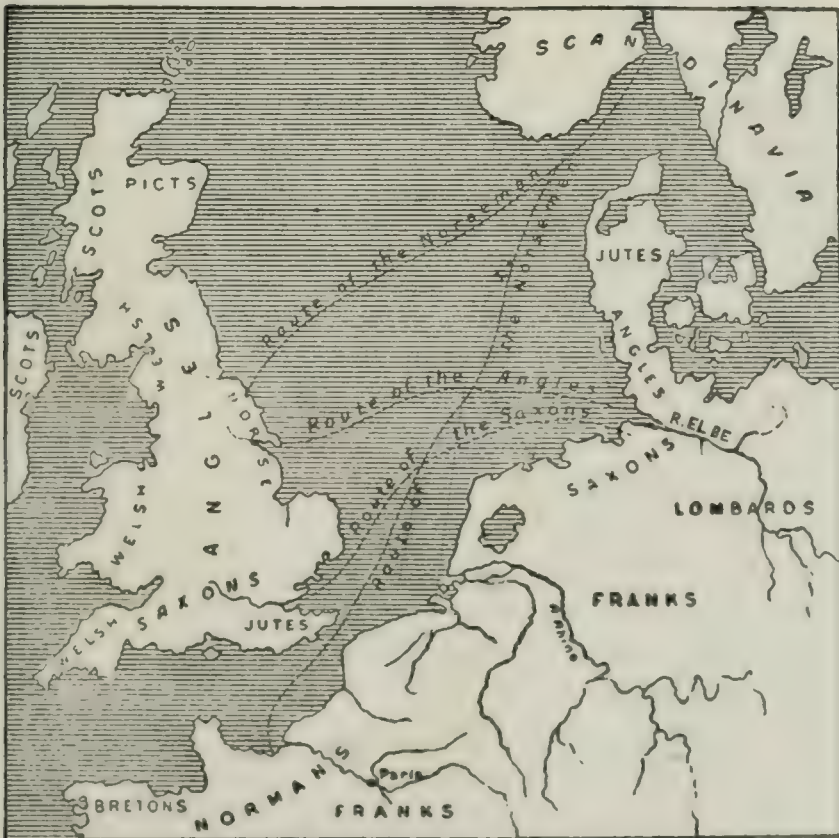 SCANDINAVIA
SCOTS
PICTS
Route of the Norsemen
JUTES
SCOTS
WELSH
ANGLES
NORSE
ANGLES
Route of the Angles
Route of the Saxons
R. ELBE
SAXONS
LOMBARDS
WELSH
Route of the Norsemen
FRANKS
SAXONS
WELSH
JUTES
R. Rhine
NORMANS
Paris
BRETONS
FRANKS